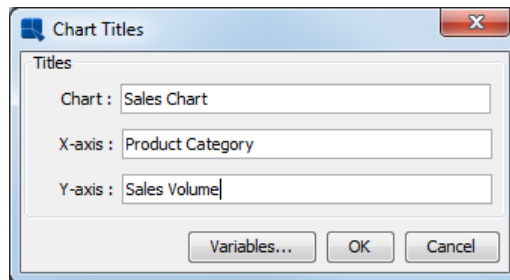 Chart Titles
Titles
Chart : Sales Chart
X-axis : Product Category
Y-axis : Sales Volume
Variables... OK Cancel